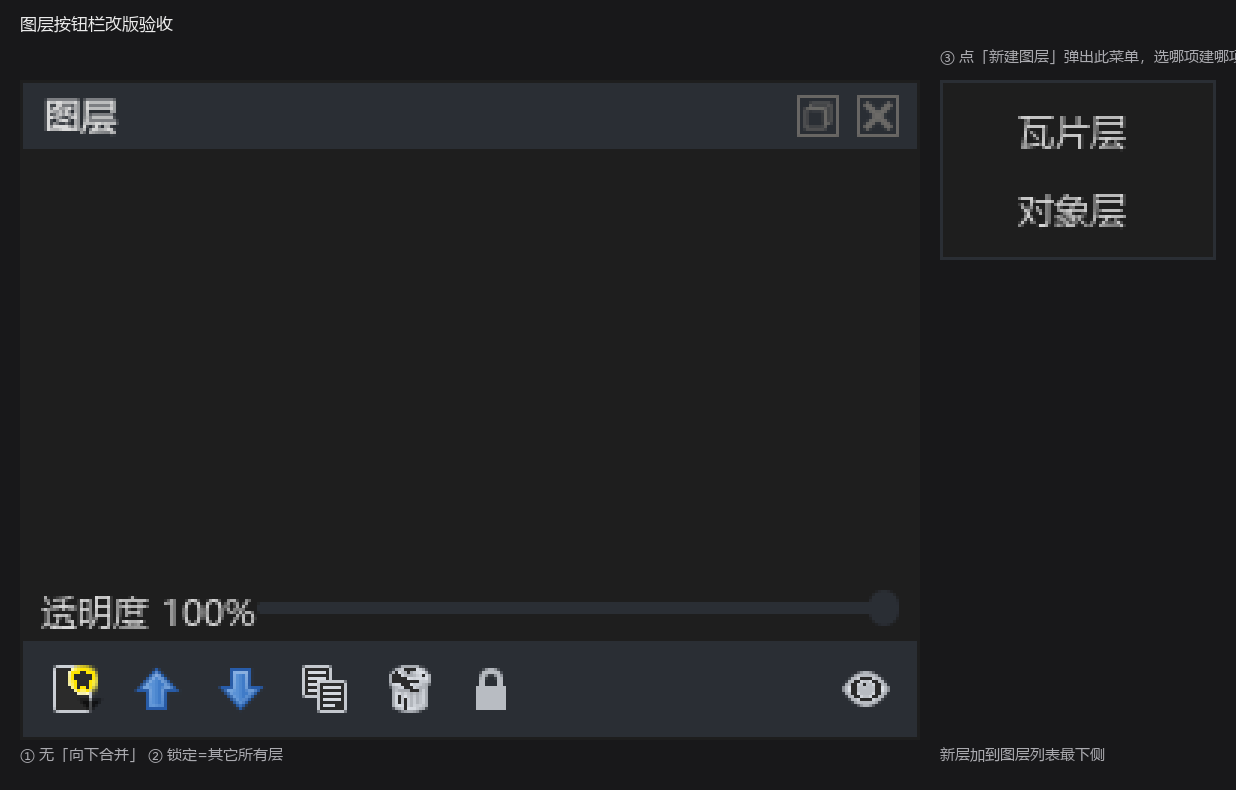 图层按钮栏改版验收
③ 点「新建图层」弹出此菜单，选哪项建哪项
图层
瓦片层
对象层
透明度 100%
① 无「向下合并」 ② 锁定=其它所有层
新层加到图层列表最下侧